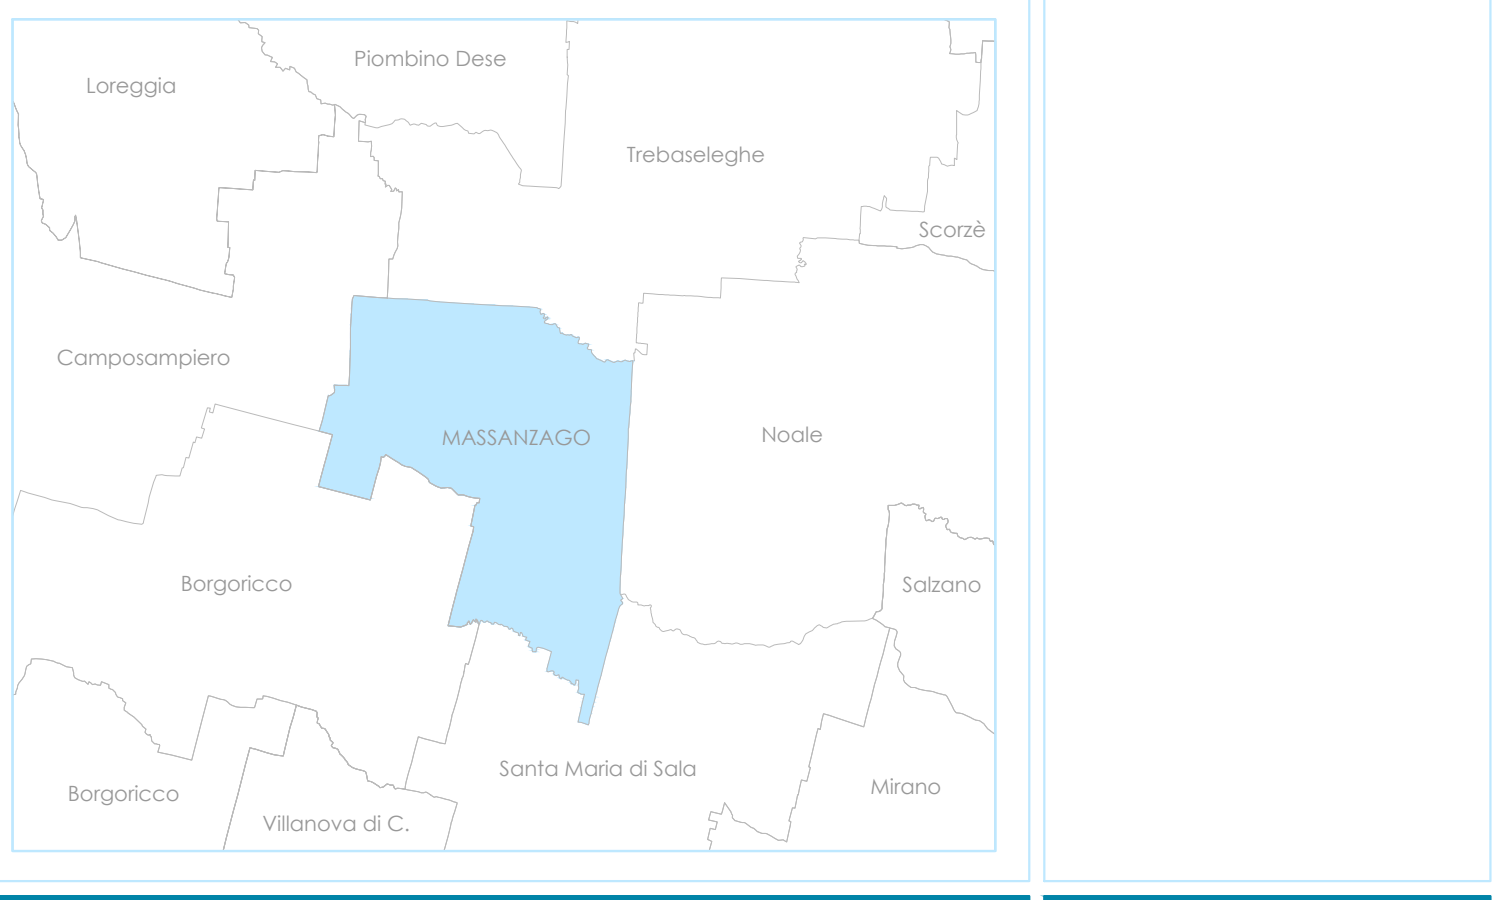 Piombino Dese
Loreggia
Trebaseleghe
Scorzè
Camposampiero
MASSANZAGO
Noale
Borgoricco
Salzano
Santa Maria di Sala
Mirano
Borgoricco
Villanova di C.